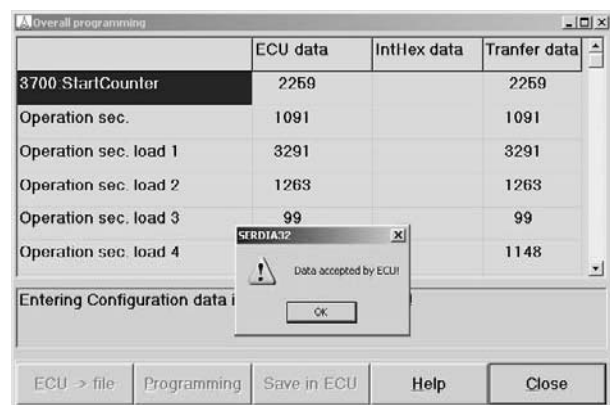 Overall programming
ECU data IntHex data Tranfer data
3700 StartCounter 2259 2259
Operation sec. 1091 1091
Operation sec. load 1 3291 3291
Operation sec. load 2 1263 1263
Operation sec. load 3 99 99
Operation sec. load 4 1148
SERDIA32
Data accepted by ECU!
OK
Entering Configuration data
ECU -> file Programming Save in ECU Help Close